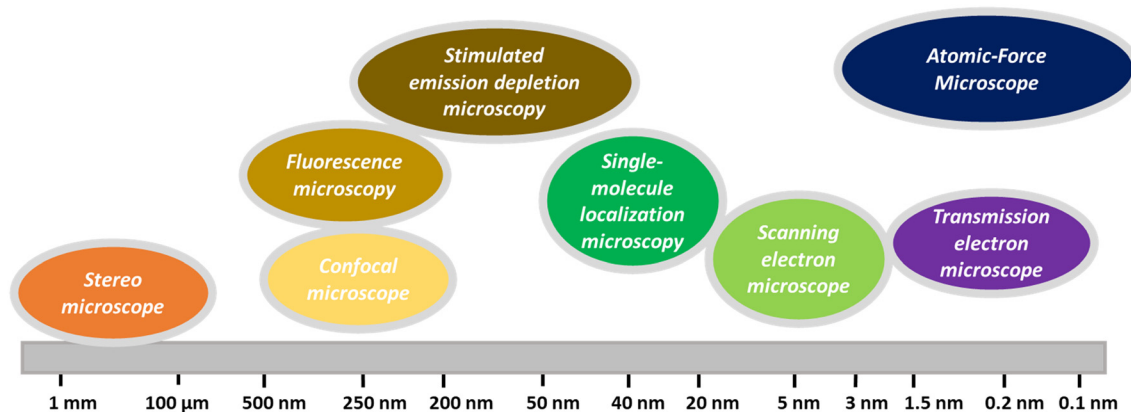 Stimulated
emission depletion
microscopy
Atomic-Force
Microscope
Fluorescence
microscopy
Single-
molecule
localization
microscopy
Stereo
microscope
Confocal
microscope
Scanning
electron
microscope
Transmission
electron
microscope
1 mm 100 µm 500 nm 250 nm 200 nm 50 nm 40 nm 20 nm 5 nm 3 nm 1.5 nm 0.2 nm 0.1 nm